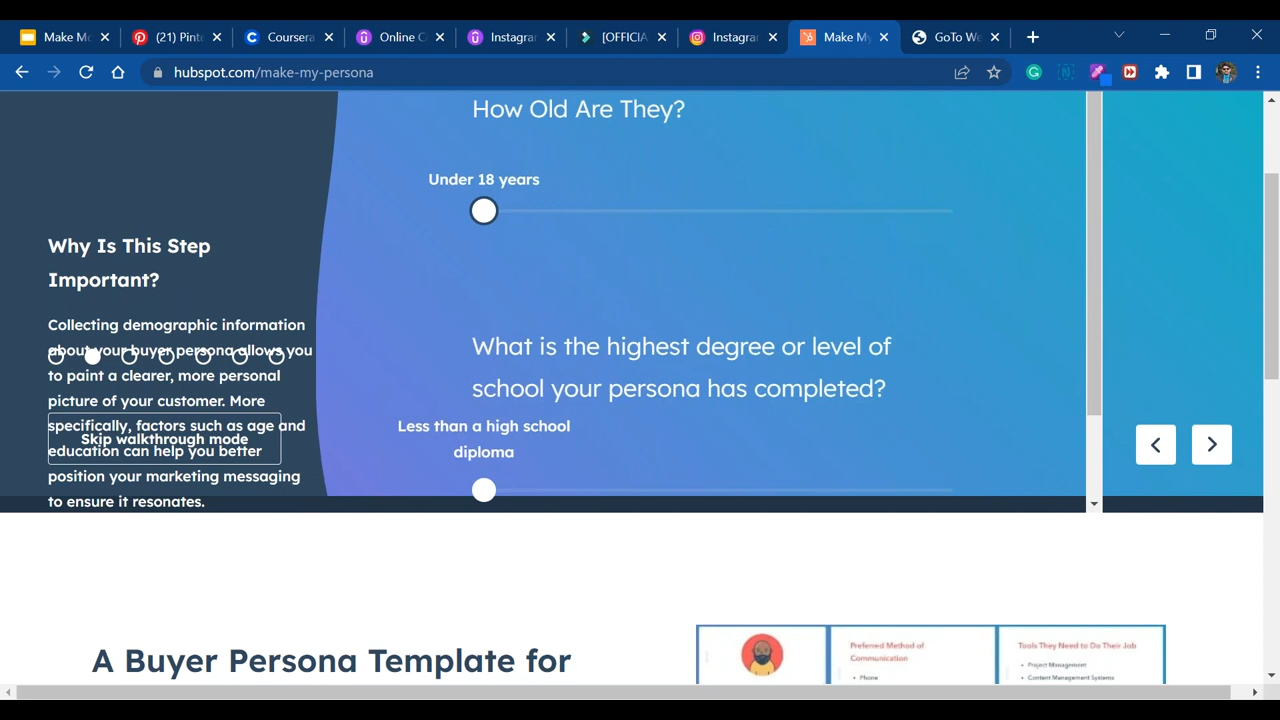 Make Mo
(21) Pint
Coursera
Online C
Instagrar
[OFFICIA
Instagrar
Make My
GoTo We
hubspot.com/make-my-persona
How Old Are They?
Under 18 years
Why Is This Step
Important?
Collecting demographic information
about your buyer persona allows you
to paint a clearer, more personal
picture of your customer. More
specifically, factors such as age and
Skip walkthrough mode
education can help you better
position your marketing messaging
to ensure it resonates.
What is the highest degree or level of
school your persona has completed?
Less than a high school
diploma
A Buyer Persona Template for
Preferred Method of
Communication
• Phone
Tools They Need to Do Their Job
• Project Management
• Content Management Systems